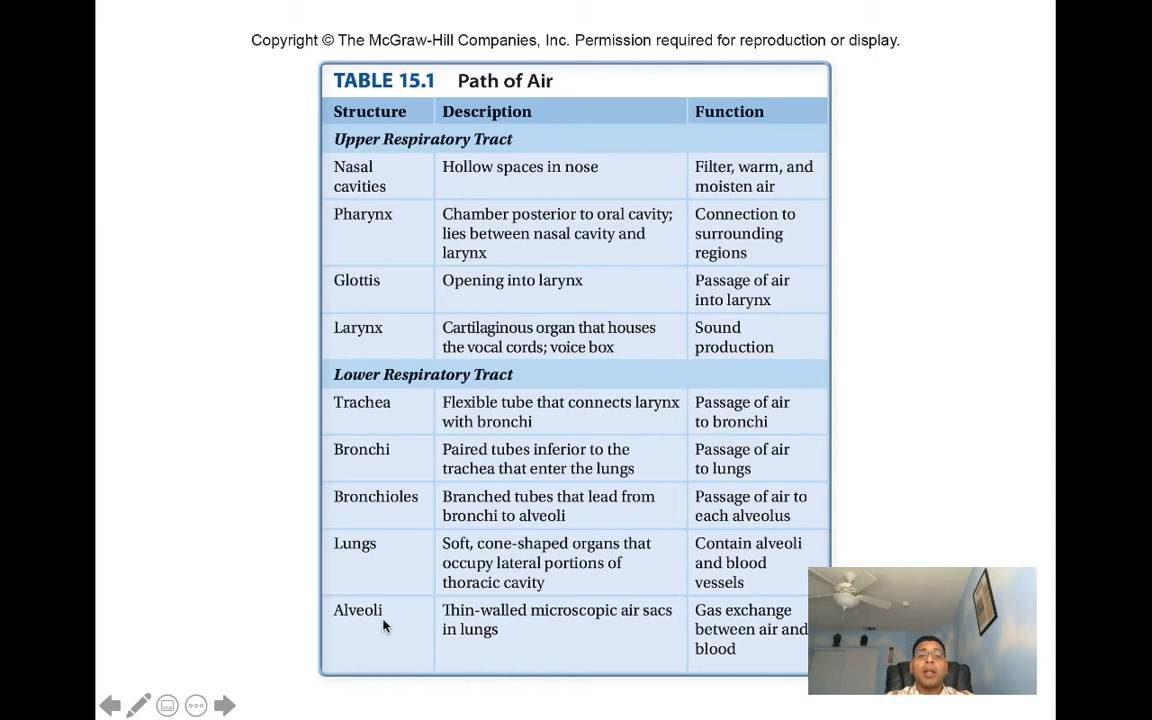 Copyright © The McGraw-Hill Companies, Inc. Permission required for reproduction or display.
TABLE 15.1 Path of Air
Structure Description Function
Upper Respiratory Tract
Nasal Hollow spaces in nose Filter, warm, and
cavities moisten air
Pharynx Chamber posterior to oral cavity; Connection to
lies between nasal cavity and surrounding
larynx regions
Glottis Opening into larynx Passage of air
into larynx
Larynx Cartilaginous organ that houses Sound
the vocal cords; voice box production
Lower Respiratory Tract
Trachea Flexible tube that connects larynx Passage of air
with bronchi to bronchi
Bronchi Paired tubes inferior to the Passage of air
trachea that enter the lungs to lungs
Bronchioles Branched tubes that lead from Passage of air to
bronchi to alveoli each alveolus
Lungs Soft, cone-shaped organs that Contain alveoli
occupy lateral portions of and blood
thoracic cavity vessels
Alveoli Thin-walled microscopic air sacs Gas exchange
in lungs between air and
blood